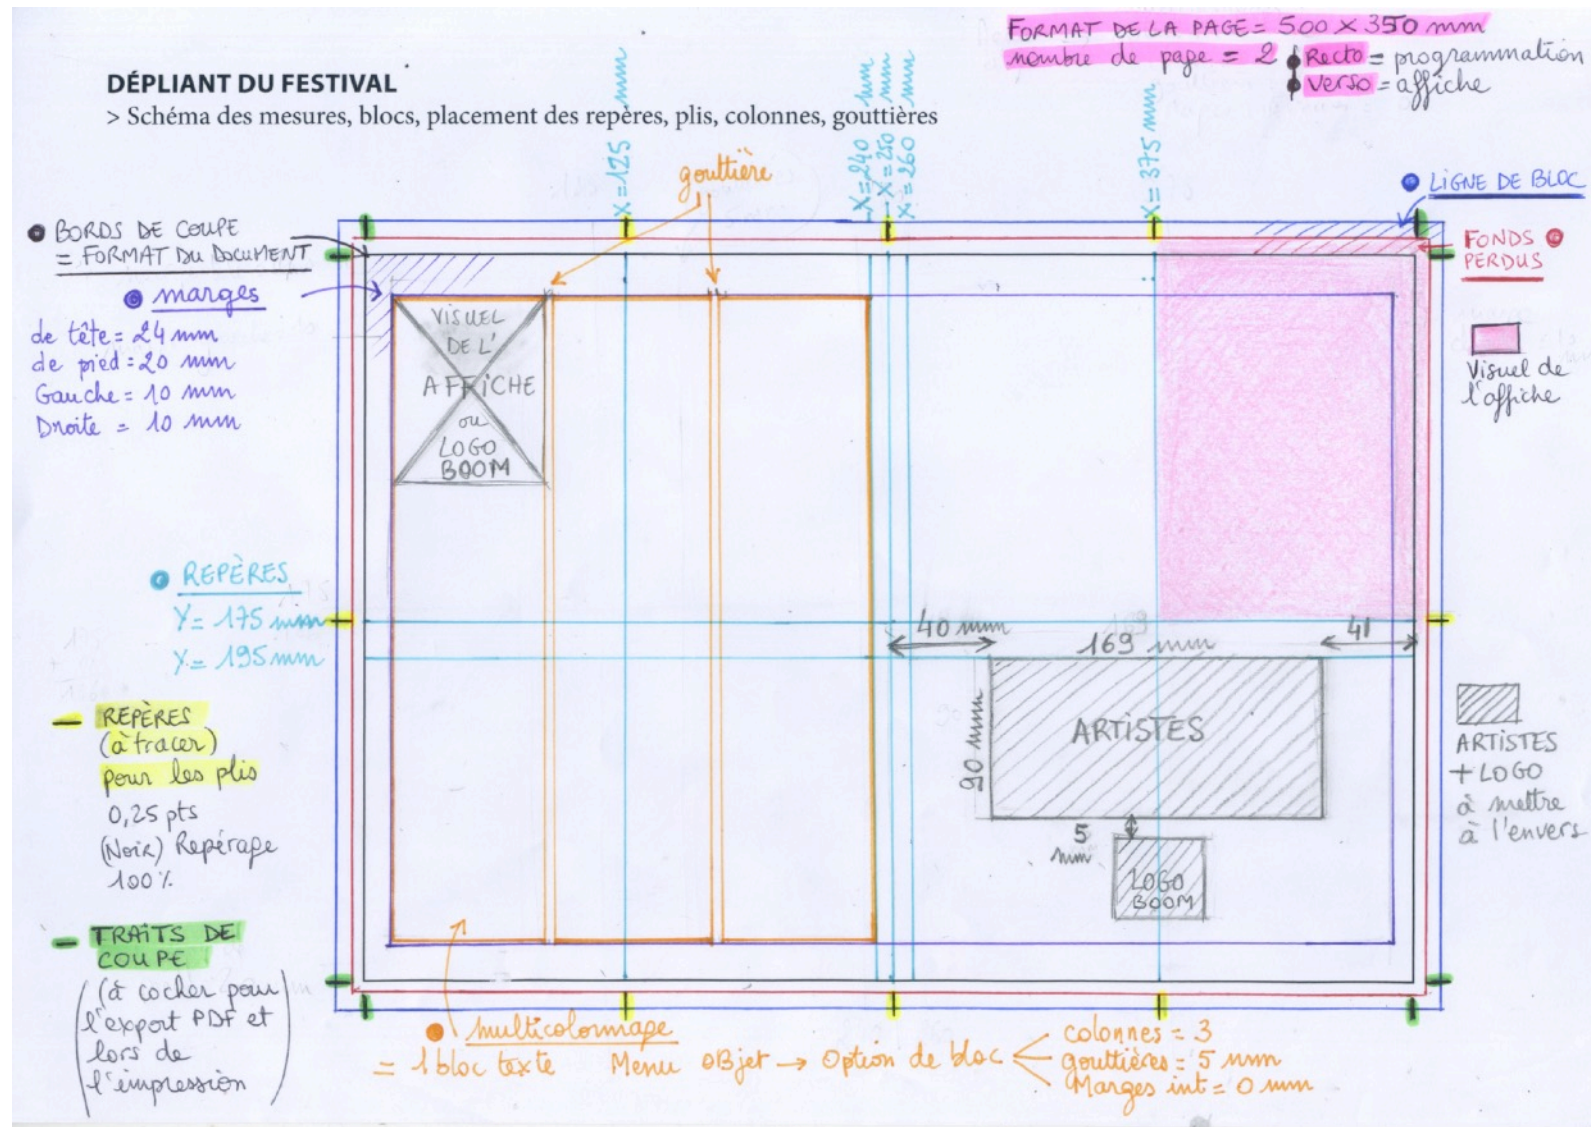 FORMAT DE LA PAGE = 500 X 350 mm
nombre de page = 2
Recto = programmation
Verso = affiche
DÉPLIANT DU FESTIVAL
> Schéma des mesures, blocs, placement des repères, plis, colonnes, gouttières
X = 125 mm
X = 240 mm
X = 250 mm
X = 260 mm
X = 375 mm
gouttière
LIGNE DE BLOC
BORDS DE COUPE
= FORMAT DU DOCUMENT
FONDS
PERDUS
marges
de tête = 24 mm
de pied = 20 mm
Gauche = 10 mm
Droite = 10 mm
VISUEL
DE L'
AFFICHE
ou
LOGO
BOOM
Visuel de
l'affiche
REPÈRES
Y = 175 mm
Y = 195 mm
40 mm
169 mm
41
90 mm
ARTISTES
5
mm
LOGO
BOOM
ARTISTES
+ LOGO
à mettre
à l'envers
REPÈRES
(à tracer)
pour les plis
0,25 pts
(Noir) Repérage
100%
TRAITS DE
COUPE
(à cocher pour
l'export PDF et
lors de
l'impression)
multicolonnage
= 1 bloc texte Menu OBjet → Option de bloc
colonnes = 3
gouttières = 5 mm
Marges int = 0 mm